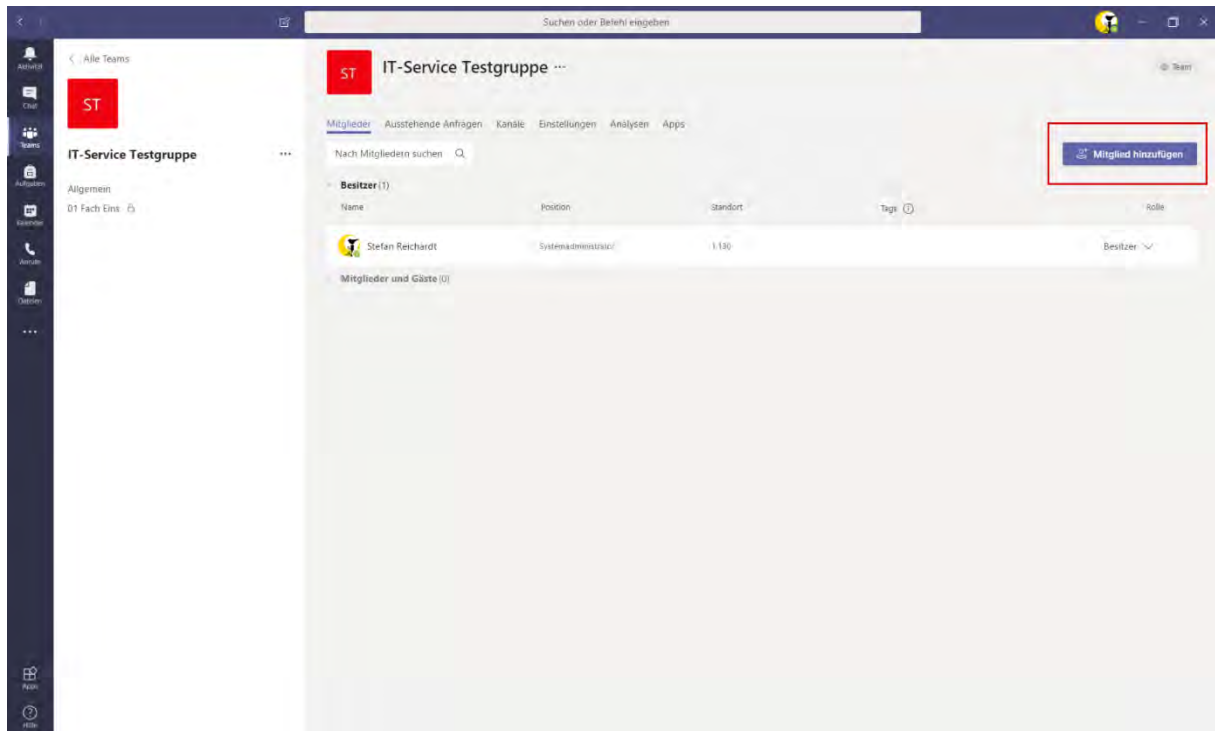 Suchen oder Befehl eingeben
Aktivität
Chat
Teams
Aufgaben
Kalender
Anrufe
Dateien
Apps
Hilfe
Alle Teams
ST
IT-Service Testgruppe ...
Allgemein
01 Fach Eins
ST
IT-Service Testgruppe ...
Team
Mitglieder Ausstehende Anfragen Kanäle Einstellungen Analysen Apps
Nach Mitgliedern suchen
Mitglied hinzufügen
Besitzer (1)
Name Position Standort Tags Rolle
Stefan Reichardt Systemadministrator 1.130 Besitzer
Mitglieder und Gäste (0)